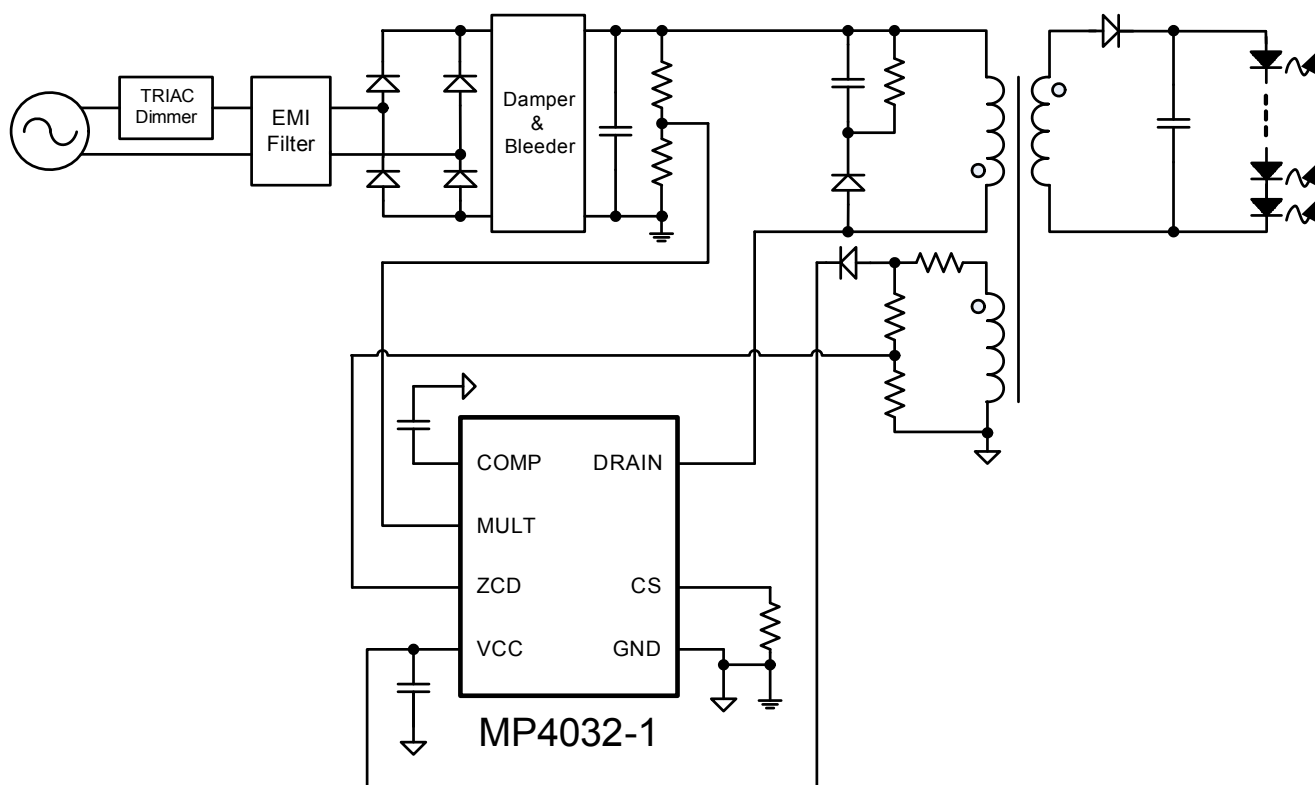 TRIAC
Dimmer
EMI
Filter
Damper
&
Bleeder
COMP
DRAIN
MULT
ZCD
CS
VCC
GND
MP4032-1